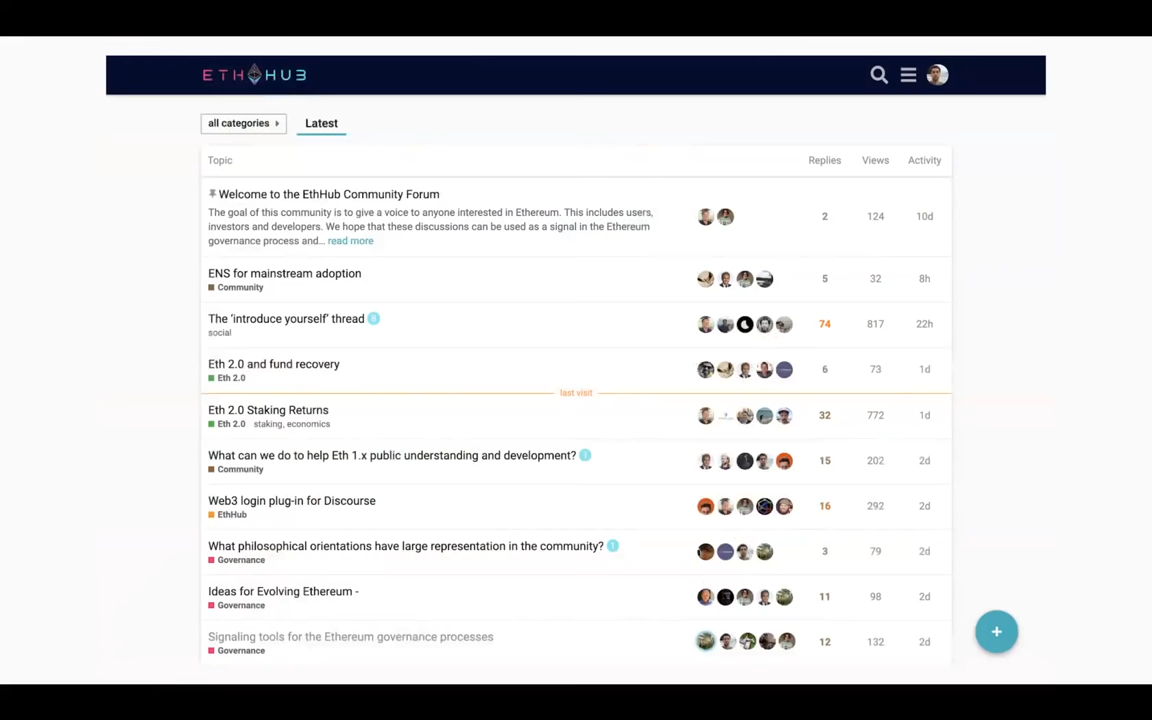 ETH HUB
all categories Latest
Topic Replies Views Activity
Welcome to the EthHub Community Forum
The goal of this community is to give a voice to anyone interested in Ethereum. This includes users,
investors and developers. We hope that these discussions can be used as a signal in the Ethereum
governance process and... read more
2 124 10d
ENS for mainstream adoption
Community
5 32 8h
The ‘introduce yourself’ thread
social
74 817 22h
Eth 2.0 and fund recovery
Eth 2.0
6 73 1d
last visit
Eth 2.0 Staking Returns
Eth 2.0 staking, economics
32 772 1d
What can we do to help Eth 1.x public understanding and development? 1
Community
15 202 2d
Web3 login plug-in for Discourse
EthHub
16 292 2d
What philosophical orientations have large representation in the community? 1
Governance
3 79 2d
Ideas for Evolving Ethereum -
Governance
11 98 2d
Signaling tools for the Ethereum governance processes
Governance
12 132 2d